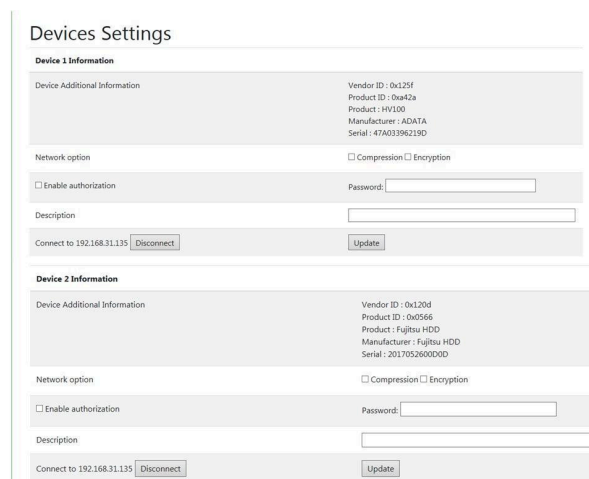 Devices Settings
Device 1 Information
Device Additional Information
Vendor ID : 0x125f
Product ID : 0xa42a
Product : HV100
Manufacturer : ADATA
Serial : 47A03396219D
Network option
Compression Encryption
Enable authorization
Password:
Description
Connect to 192.168.31.135 Disconnect Update
Device 2 Information
Device Additional Information
Vendor ID : 0x120d
Product ID : 0x0566
Product : Fujitsu HDD
Manufacturer : Fujitsu HDD
Serial : 2017052600D0D
Network option
Compression Encryption
Enable authorization
Password:
Description
Connect to 192.168.31.135 Disconnect Update